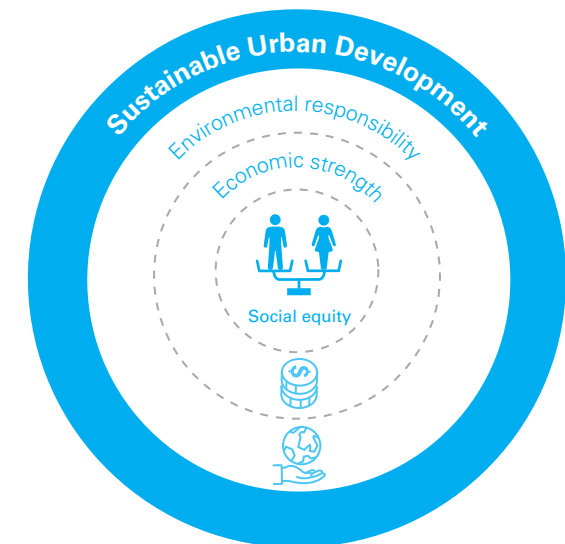 Sustainable Urban Development
Environmental responsibility
Economic strength
Social equity
$